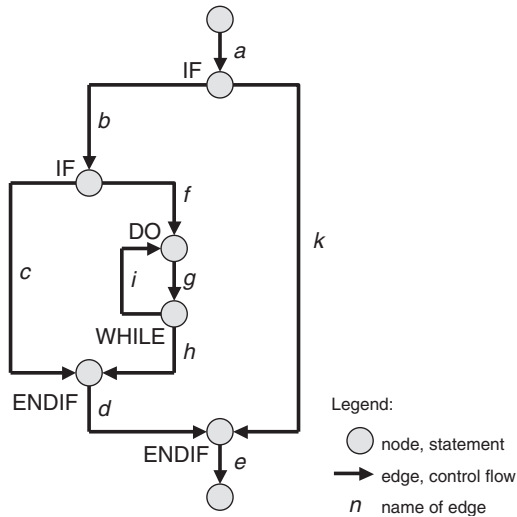 a
IF
b
IF
f
DO
c
i
g
k
WHILE
h
ENDIF
d
Legend:
ENDIF
node, statement
e
edge, control flow
n name of edge